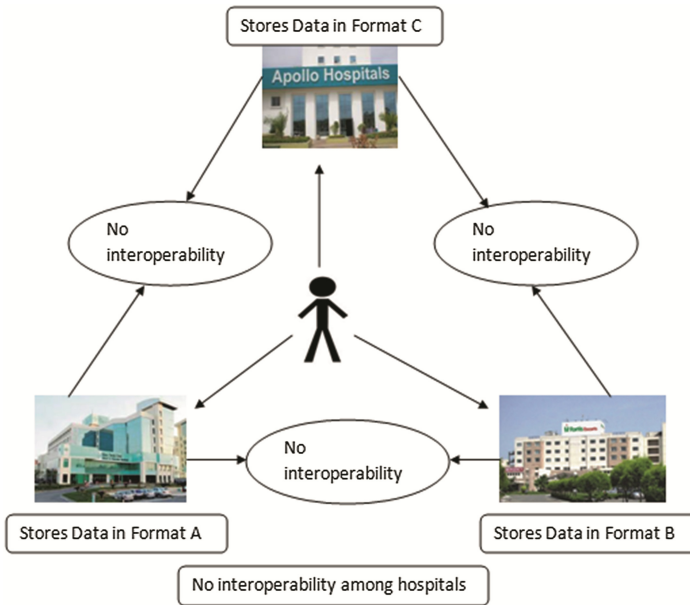 Stores Data in Format C
Apollo Hospitals
No
interoperability
No
interoperability
No
interoperability
Stores Data in Format A
Stores Data in Format B
No interoperability among hospitals